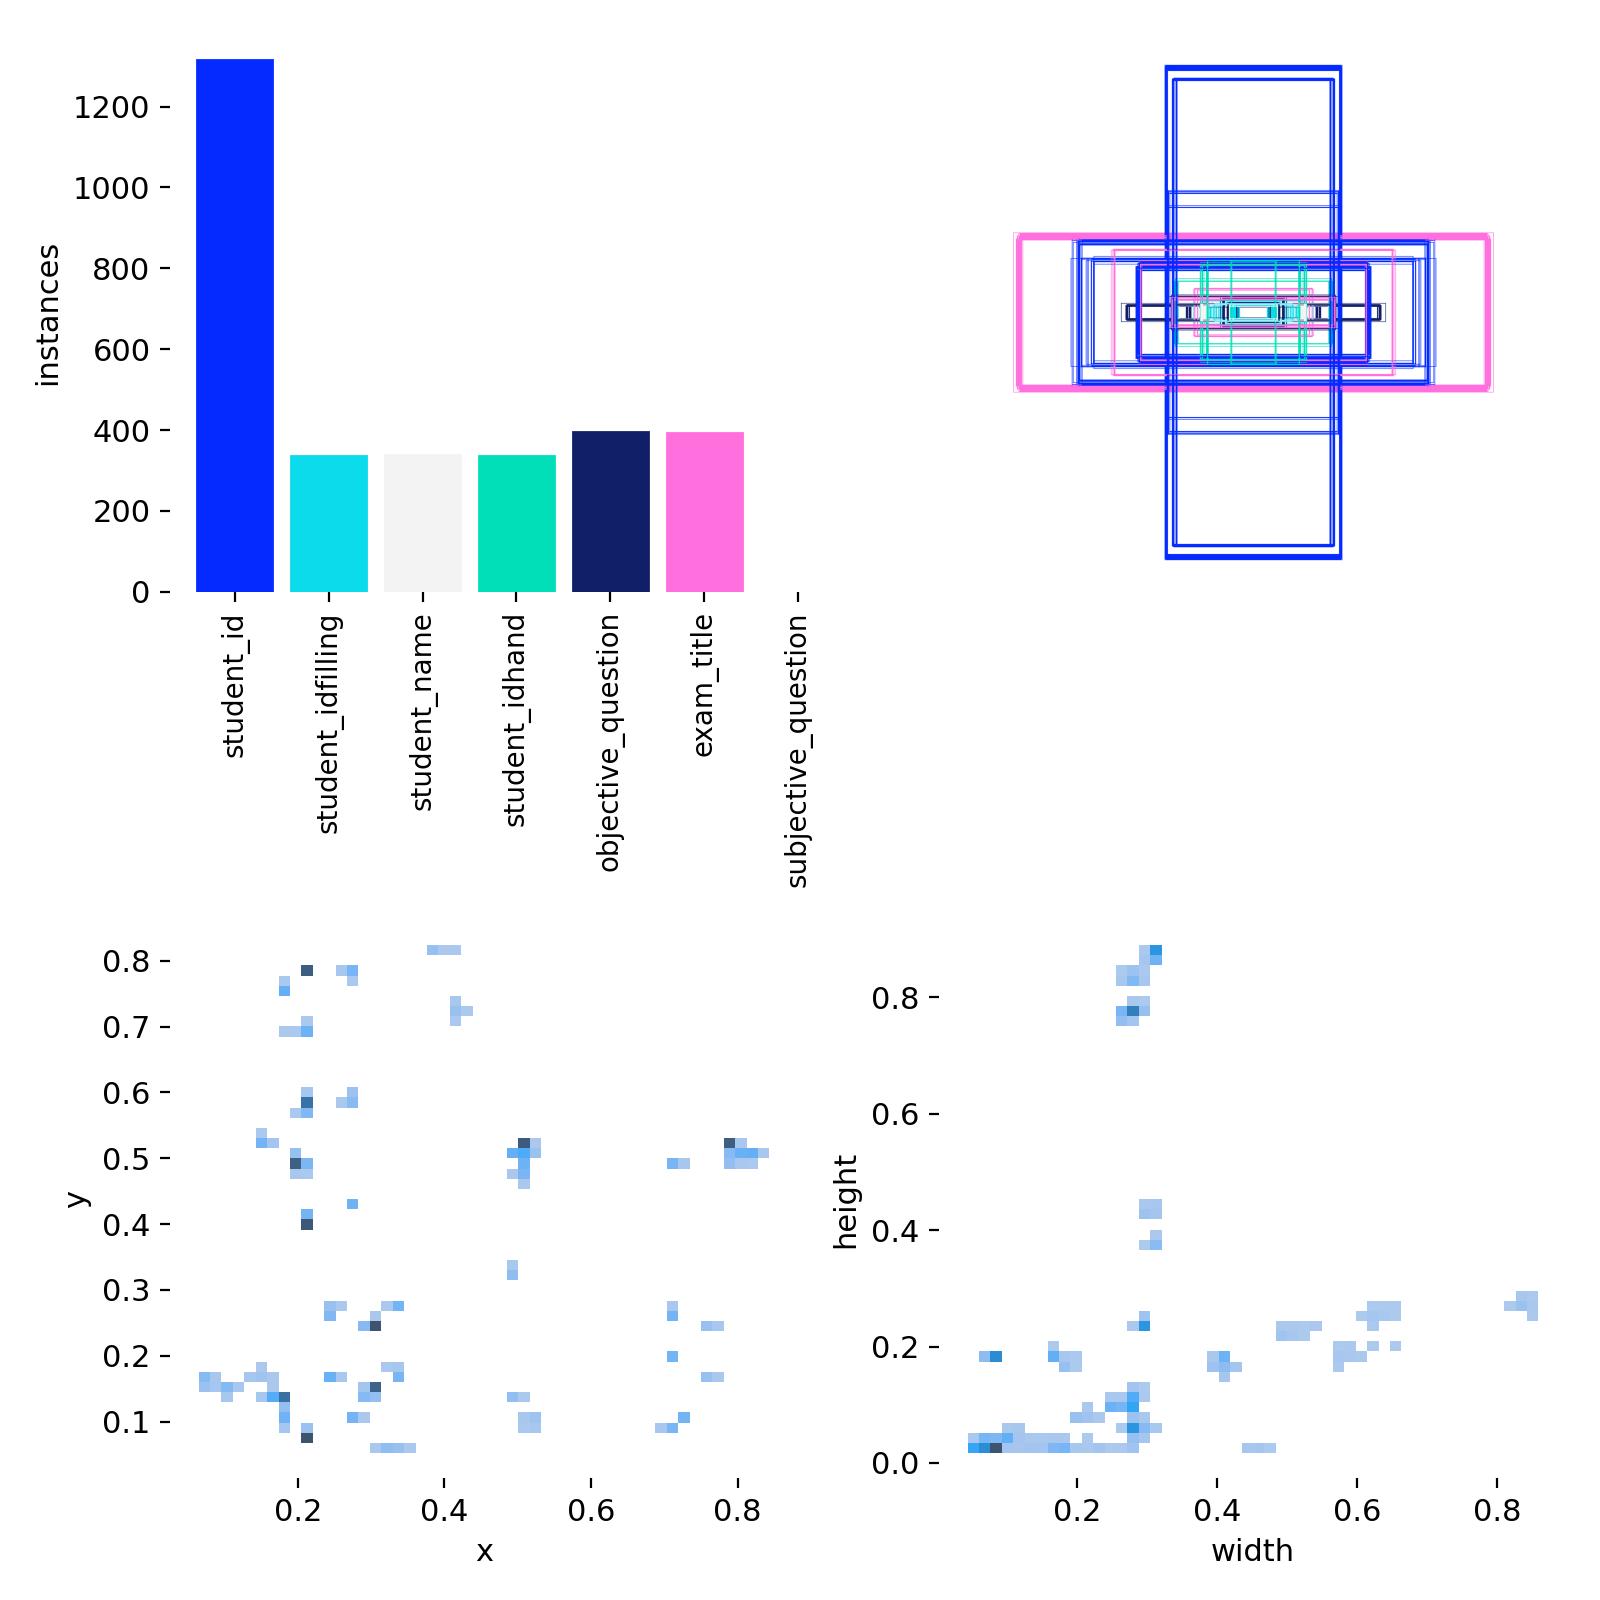 instances
1200
1000
800
600
400
200
0
student_id
student_idfilling
student_name
student_idhand
objective_question
exam_title
subjective_question
y
0.8
0.7
0.6
0.5
0.4
0.3
0.2
0.1
0.2
0.4
0.6
0.8
x
height
0.8
0.6
0.4
0.2
0.0
0.2
0.4
0.6
0.8
width